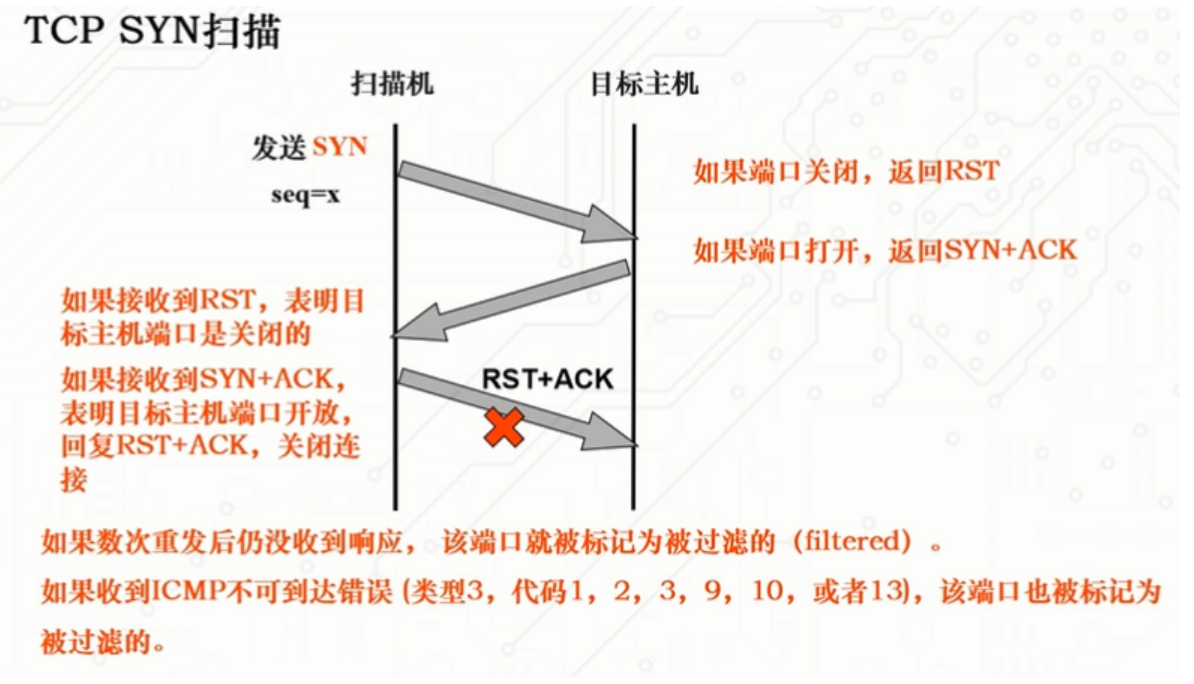 TCP SYN扫描
扫描机
目标主机
发送 SYN
seq=x
如果端口关闭，返回RST
如果端口打开，返回SYN+ACK
如果接收到RST，表明目
标主机端口是关闭的
如果接收到SYN+ACK，
表明目标主机端口开放，
回复RST+ACK，关闭连
接
RST+ACK
如果数次重发后仍没收到响应， 该端口就被标记为被过滤的（filtered）。
如果收到ICMP不可到达错误 (类型3，代码1，2，3，9，10，或者13)，该端口也被标记为
被过滤的。